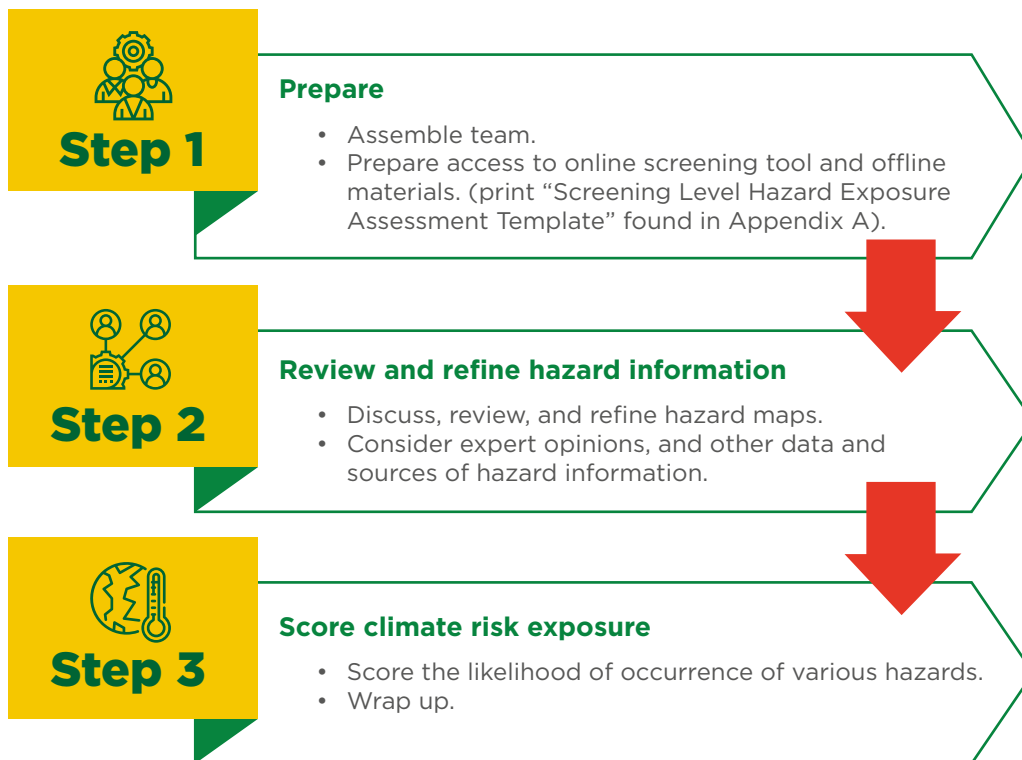 Step 1
Prepare
• Assemble team.
• Prepare access to online screening tool and offline
materials. (print “Screening Level Hazard Exposure
Assessment Template” found in Appendix A).
Step 2
Review and refine hazard information
• Discuss, review, and refine hazard maps.
• Consider expert opinions, and other data and
sources of hazard information.
Step 3
Score climate risk exposure
• Score the likelihood of occurrence of various hazards.
• Wrap up.